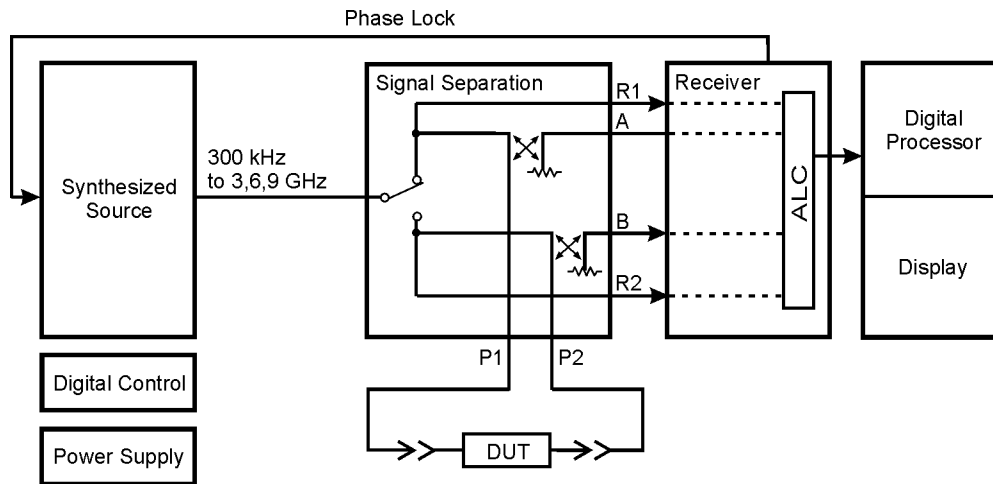 Phase Lock
Signal Separation
Receiver
R1
A
Digital
Processor
300 kHz
to 3,6,9 GHz
Synthesized
Source
ALC
B
Display
R2
P1
P2
Digital Control
DUT
Power Supply